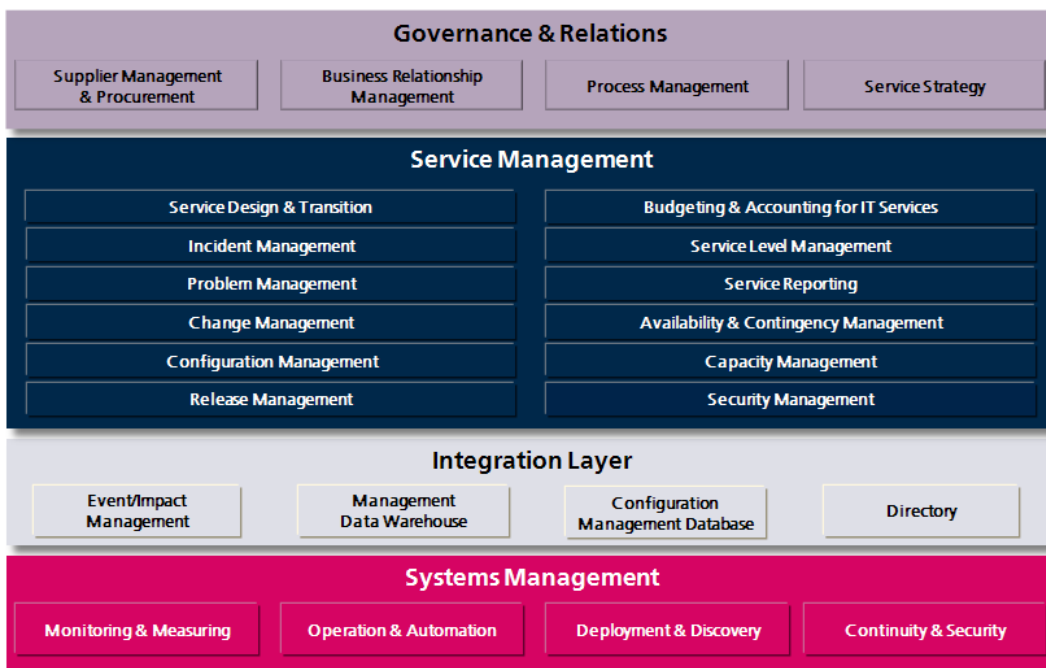 Governance & Relations
Supplier Management
& Procurement
Business Relationship
Management
Process Management
Service Strategy
Service Management
Service Design & Transition
Budgeting & Accounting for IT Services
Incident Management
Service Level Management
Problem Management
Service Reporting
Change Management
Availability & Contingency Management
Configuration Management
Capacity Management
Release Management
Security Management
Integration Layer
Event/Impact
Management
Management
Data Warehouse
Configuration
Management Database
Directory
Systems Management
Monitoring & Measuring
Operation & Automation
Deployment & Discovery
Continuity & Security